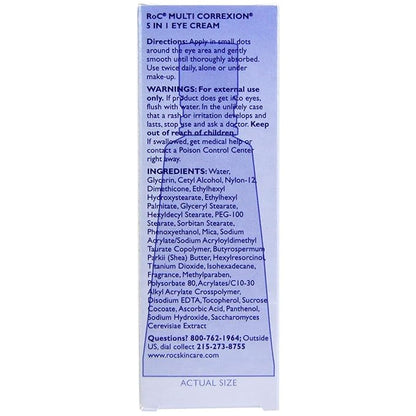 RoC® MULTI CORREXION®
5 IN 1 EYE CREAM
Directions: Apply in small dots
around the eye area and gently
smooth until thoroughly absorbed.
Use twice daily, alone or under
make-up.
WARNINGS: For external use
only. If product does get into eyes,
flush with water. In the unlikely case
that a rash or irritation develops and
lasts, stop use and ask a doctor. Keep
out of reach of children.
If swallowed, get medical help or
contact a Poison Control Center
right away.
INGREDIENTS: Water,
Glycerin, Cetyl Alcohol, Nylon-12,
Dimethicone, Ethylhexyl
Hydroxystearate, Ethylhexyl
Palmitate, Glyceryl Stearate,
Hexyldecyl Stearate, PEG-100
Stearate, Sorbitan Stearate,
Phenoxyethanol, Mica, Sodium
Acrylate/Sodium Acryloyldimethyl
Taurate Copolymer, Butyrospermum
Parkii (Shea) Butter, Hexylresorcinol,
Titanium Dioxide, Isohexadecane,
Fragrance, Methylparaben,
Polysorbate 80, Acrylates/C10-30
Alkyl Acrylate Crosspolymer,
Disodium EDTA, Tocopherol, Sucrose
Cocoate, Ascorbic Acid, Panthenol,
Sodium Hydroxide, Saccharomyces
Cerevisiae Extract
Questions? 800-762-1964; Outside
US, dial collect 215-273-8755
www.rocskincare.com
ACTUAL SIZE